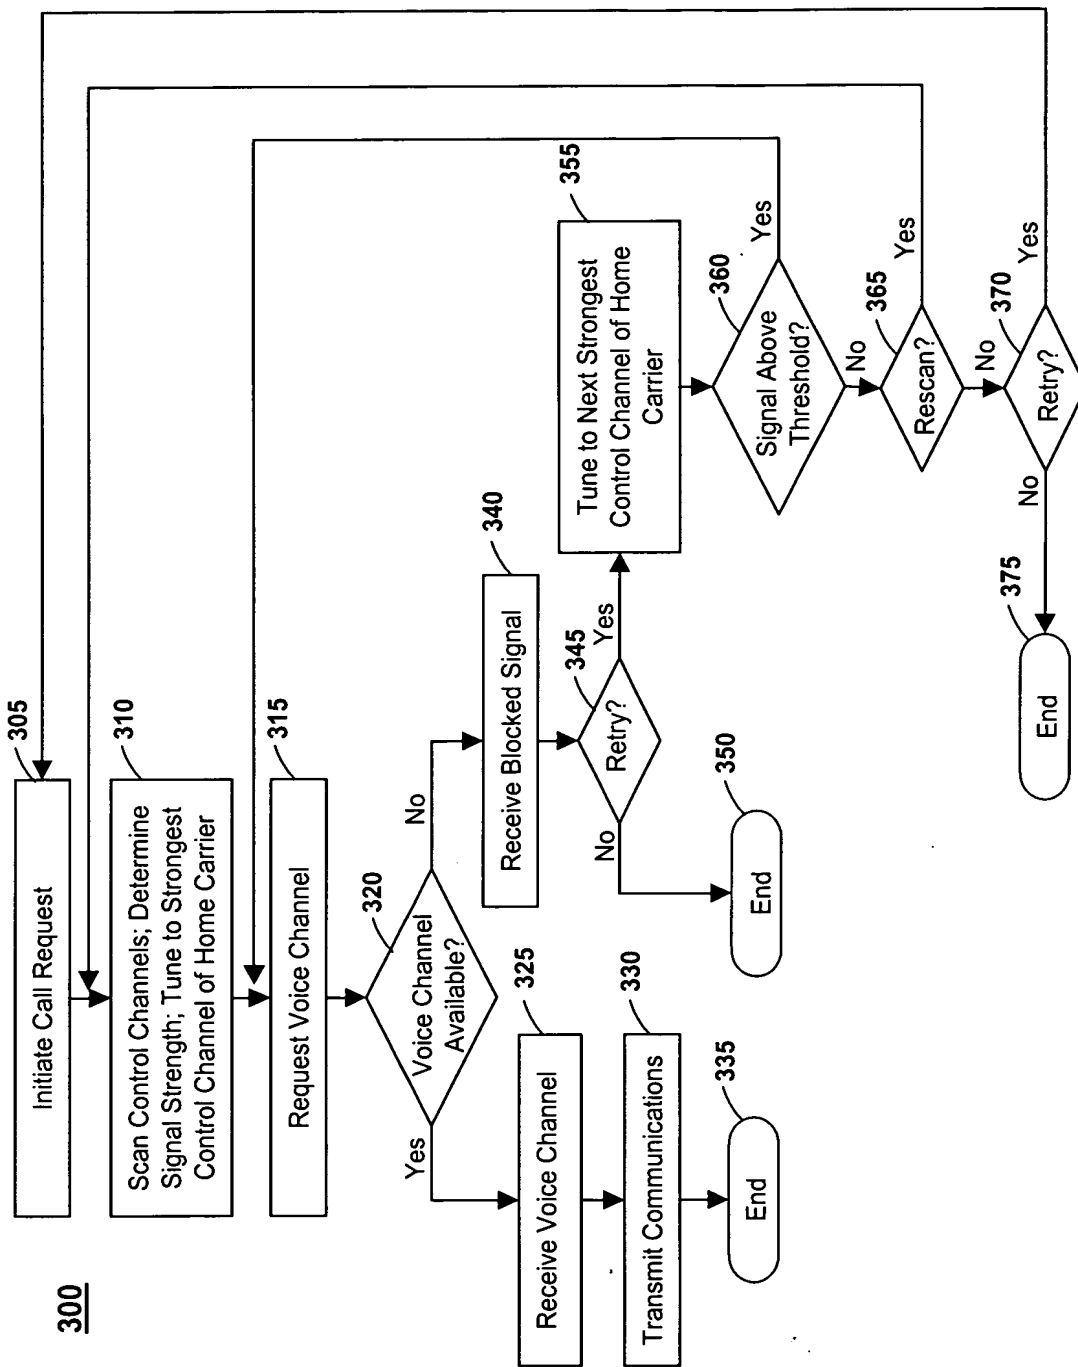 300
305
Initiate Call Request
310
Scan Control Channels; Determine
Signal Strength; Tune to Strongest
Control Channel of Home Carrier
315
Request Voice Channel
320
Voice Channel
Available?
Yes
No
325
Receive Voice Channel
330
Transmit Communications
335
End
340
Receive Blocked Signal
345
Retry?
No
Yes
350
End
355
Tune to Next Strongest
Control Channel of Home
Carrier
360
Signal Above
Threshold?
Yes
No
365
Rescan?
Yes
No
370
Retry?
Yes
No
375
End